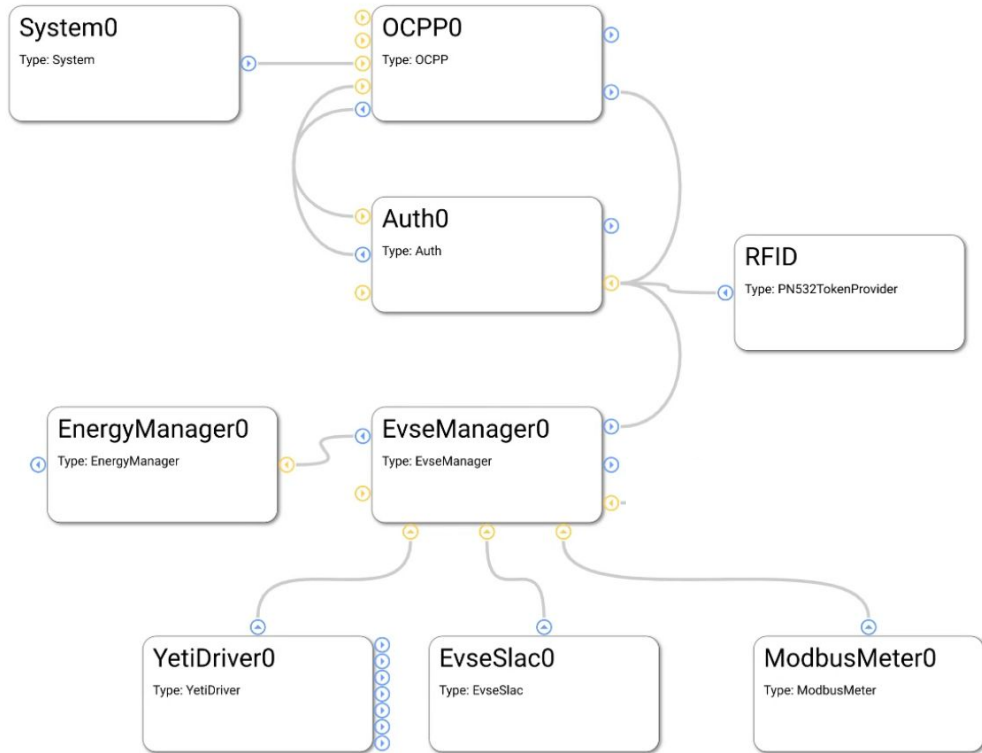 System0
Type: System
OCPP0
Type: OCPP
Auth0
Type: Auth
RFID
Type: PN532TokenProvider
EnergyManager0
Type: EnergyManager
EvseManager0
Type: EvseManager
YetiDriver0
Type: YetiDriver
EvseSlac0
Type: EvseSlac
ModbusMeter0
Type: ModbusMeter